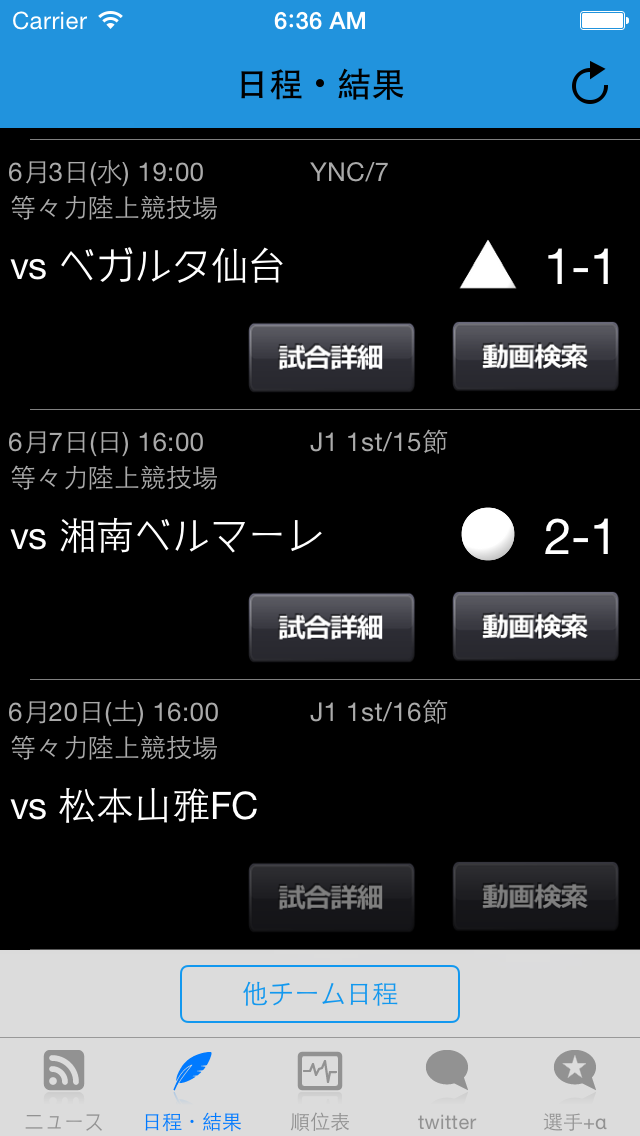 Carrier 6:36 AM
日程・結果
6月3日(水) 19:00 YNC/7
等々力陸上競技場
vs ベガルタ仙台 ▲ 1-1
試合詳細 動画検索
6月7日(日) 16:00 J1 1st/15節
等々力陸上競技場
vs 湘南ベルマーレ 2-1
試合詳細 動画検索
6月20日(土) 16:00 J1 1st/16節
等々力陸上競技場
vs 松本山雅FC
試合詳細 動画検索
他チーム日程
ニュース 日程・結果 順位表 twitter 選手+α